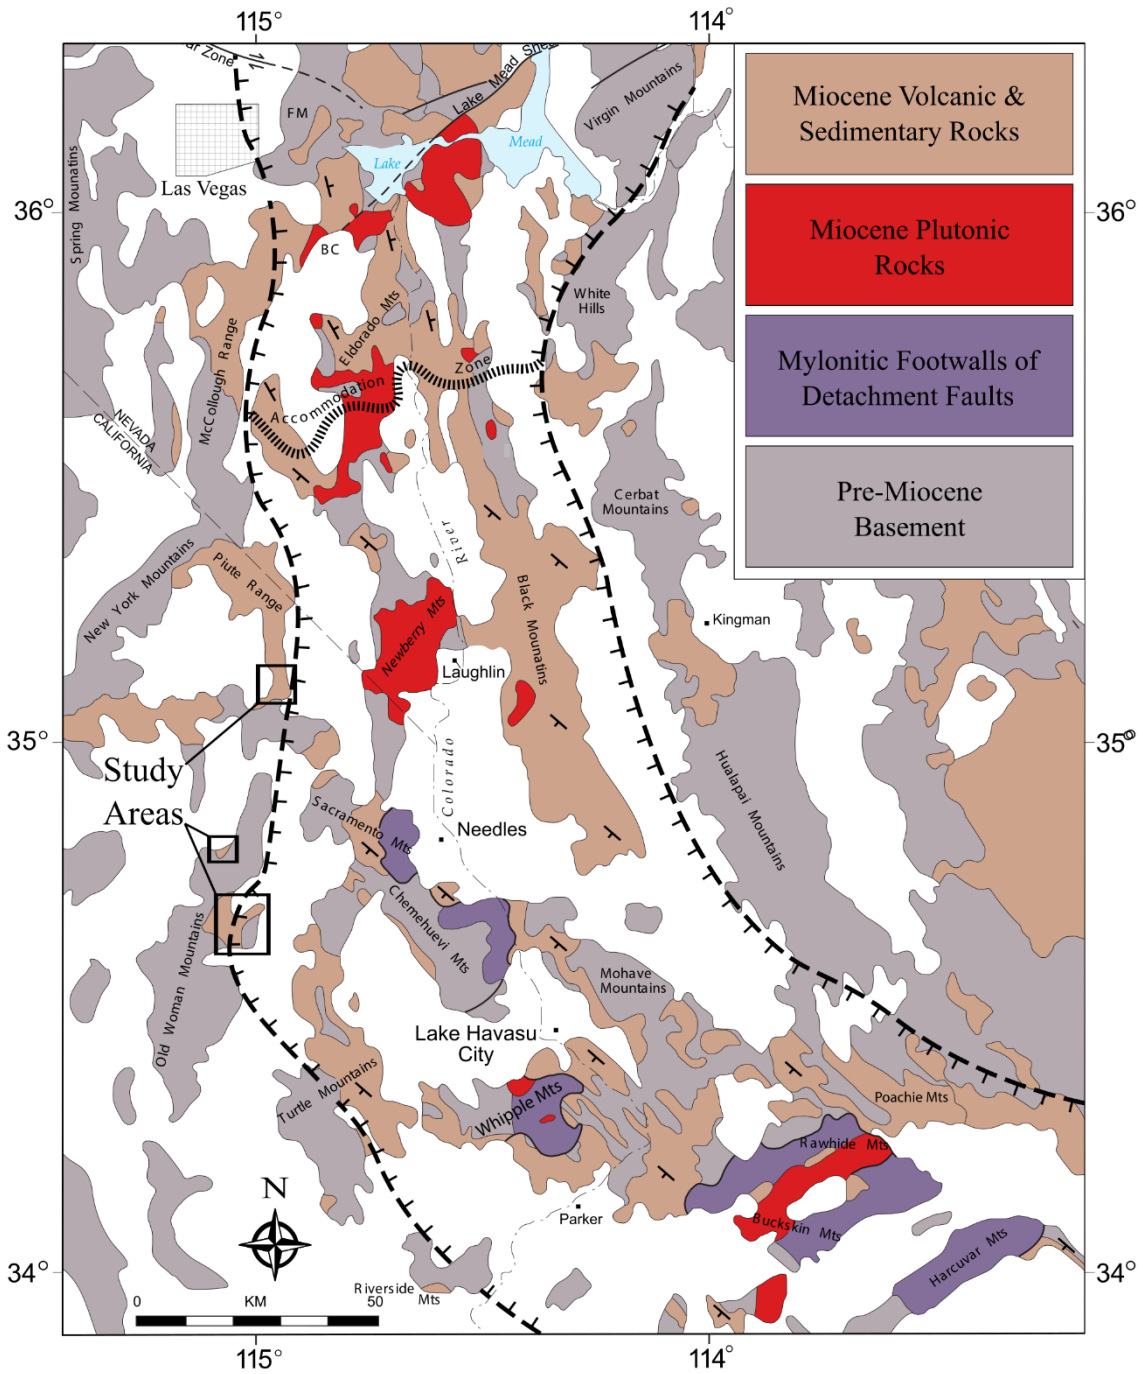 115°
114°
ar Zone
Lake Mead She
Virgin Mountains
FM
Lake
Mead
Las Vegas
Spring Mounatins
36°
36°
BC
White
Hills
Eldorado Mts
McCollough Range
Zone
Accommodation
NEVADA
CALIFORNIA
Cerbat
Mountains
River
New York Mountains
Piute Range
Black Mounatins
Newberry Mts
Kingman
Laughlin
35°
35°
Study
Areas
Colorado
Hualapai Mountains
Sacramento Mts
Needles
Chemehuevi Mts
Old Woman Mountains
Mohave
Mountains
Lake Havasu
City
Turtle Mountains
Whipple Mts
Poachie Mts
Rawhide Mts
Buckskin Mts
Harcuvar Mts
Parker
N
34°
34°
Riverside
Mts
0 KM 50
115°
114°
Miocene Volcanic &
Sedimentary Rocks
Miocene Plutonic
Rocks
Mylonitic Footwalls of
Detachment Faults
Pre-Miocene
Basement